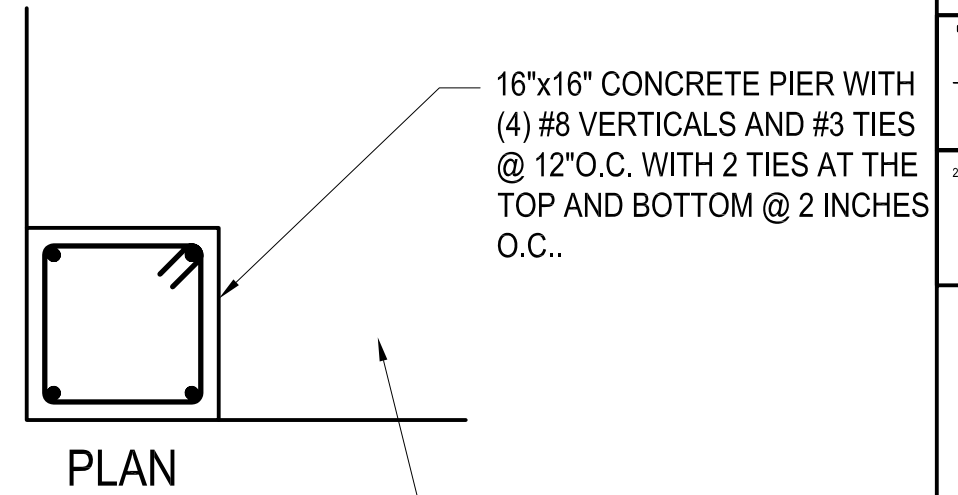 16"x16" CONCRETE PIER WITH
(4) #8 VERTICALS AND #3 TIES
@ 12"O.C. WITH 2 TIES AT THE
TOP AND BOTTOM @ 2 INCHES
O.C..
2
PLAN